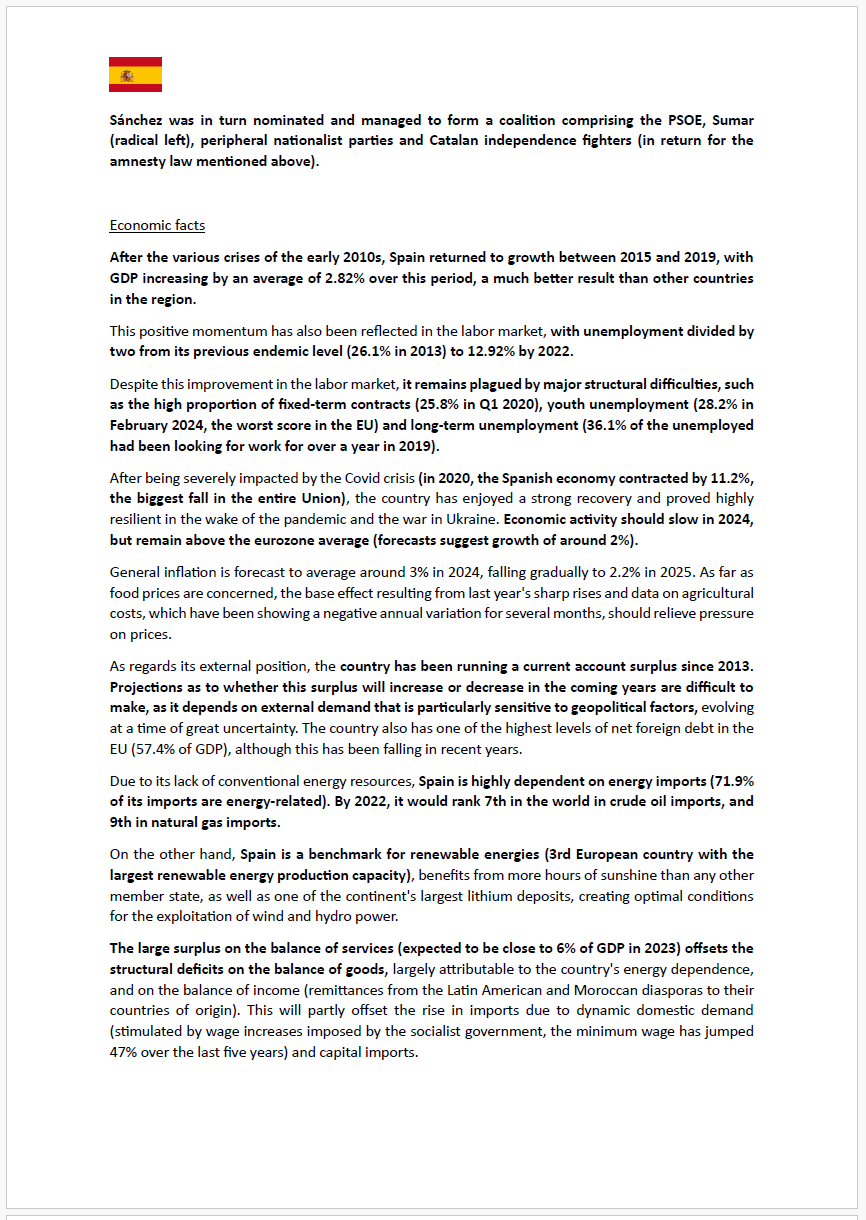 Sánchez was in turn nominated and managed to form a coalition comprising the PSOE, Sumar
(radical left), peripheral nationalist parties and Catalan independence fighters (in return for the
amnesty law mentioned above).
Economic facts
After the various crises of the early 2010s, Spain returned to growth between 2015 and 2019, with
GDP increasing by an average of 2.82% over this period, a much better result than other countries
in the region.
This positive momentum has also been reflected in the labor market, with unemployment divided by
two from its previous endemic level (26.1% in 2013) to 12.92% by 2022.
Despite this improvement in the labor market, it remains plagued by major structural difficulties, such
as the high proportion of fixed-term contracts (25.8% in Q1 2020), youth unemployment (28.2% in
February 2024, the worst score in the EU) and long-term unemployment (36.1% of the unemployed
had been looking for work for over a year in 2019).
After being severely impacted by the Covid crisis (in 2020, the Spanish economy contracted by 11.2%,
the biggest fall in the entire Union), the country has enjoyed a strong recovery and proved highly
resilient in the wake of the pandemic and the war in Ukraine. Economic activity should slow in 2024,
but remain above the eurozone average (forecasts suggest growth of around 2%).
General inflation is forecast to average around 3% in 2024, falling gradually to 2.2% in 2025. As far as
food prices are concerned, the base effect resulting from last year's sharp rises and data on agricultural
costs, which have been showing a negative annual variation for several months, should relieve pressure
on prices.
As regards its external position, the country has been running a current account surplus since 2013.
Projections as to whether this surplus will increase or decrease in the coming years are difficult to
make, as it depends on external demand that is particularly sensitive to geopolitical factors, evolving
at a time of great uncertainty. The country also has one of the highest levels of net foreign debt in the
EU (57.4% of GDP), although this has been falling in recent years.
Due to its lack of conventional energy resources, Spain is highly dependent on energy imports (71.9%
of its imports are energy-related). By 2022, it would rank 7th in the world in crude oil imports, and
9th in natural gas imports.
On the other hand, Spain is a benchmark for renewable energies (3rd European country with the
largest renewable energy production capacity), benefits from more hours of sunshine than any other
member state, as well as one of the continent's largest lithium deposits, creating optimal conditions
for the exploitation of wind and hydro power.
The large surplus on the balance of services (expected to be close to 6% of GDP in 2023) offsets the
structural deficits on the balance of goods, largely attributable to the country's energy dependence,
and on the balance of income (remittances from the Latin American and Moroccan diasporas to their
countries of origin). This will partly offset the rise in imports due to dynamic domestic demand
(stimulated by wage increases imposed by the socialist government, the minimum wage has jumped
47% over the last five years) and capital imports.